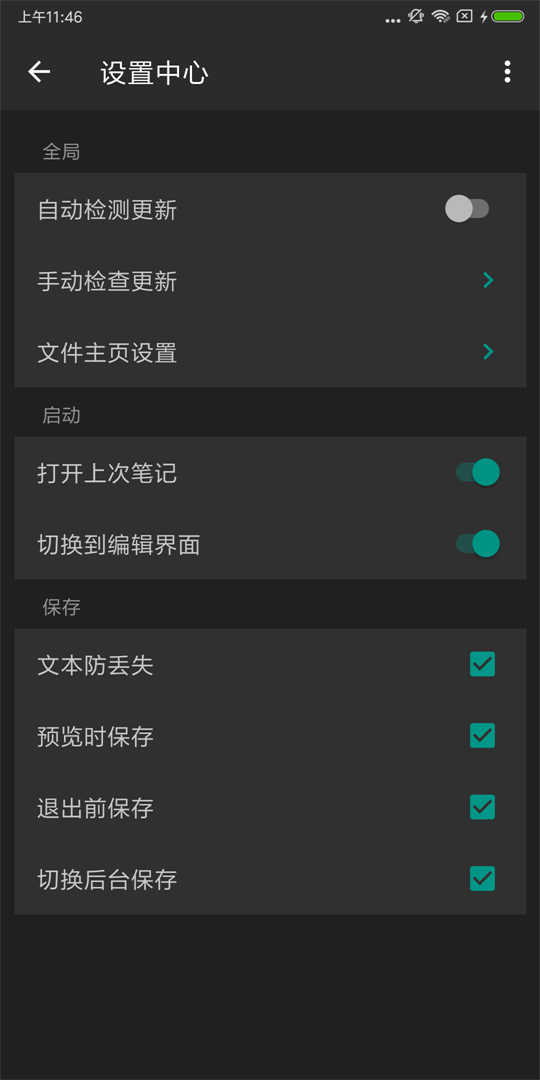 上午11:46
设置中心
全局
自动检测更新
手动检查更新
文件主页设置
启动
打开上次笔记
切换到编辑界面
保存
文本防丢失
预览时保存
退出前保存
切换后台保存